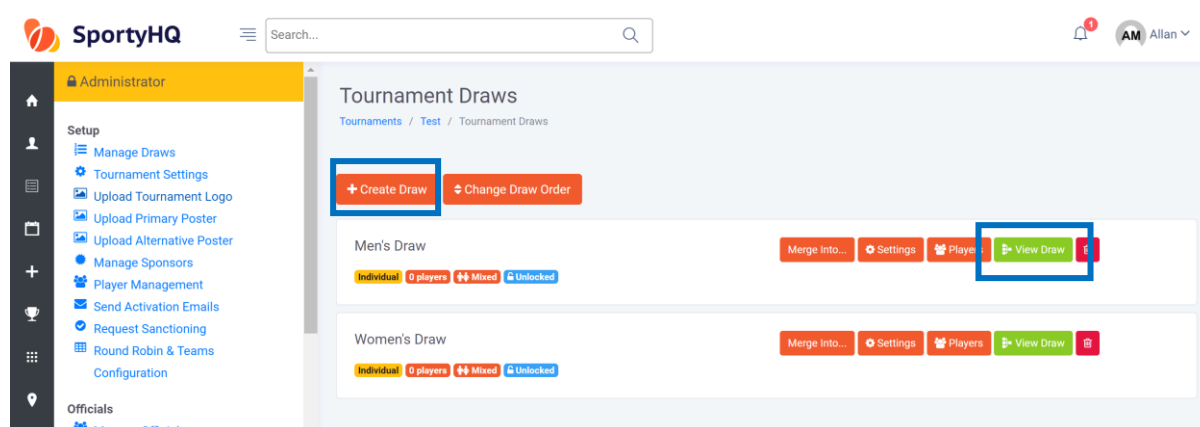 SportyHQ
Search...
1
AM Allan
Administrator
Setup
Manage Draws
Tournament Settings
Upload Tournament Logo
Upload Primary Poster
Upload Alternative Poster
Manage Sponsors
Player Management
Send Activation Emails
Request Sanctioning
Round Robin & Teams
Configuration
Officials
Tournament Draws
Tournaments / Test / Tournament Draws
+ Create Draw
Change Draw Order
Men's Draw
Merge Into... Settings Players View Draw
Individual 0 players Mixed Unlocked
Women's Draw
Merge Into... Settings Players View Draw
Individual 0 players Mixed Unlocked